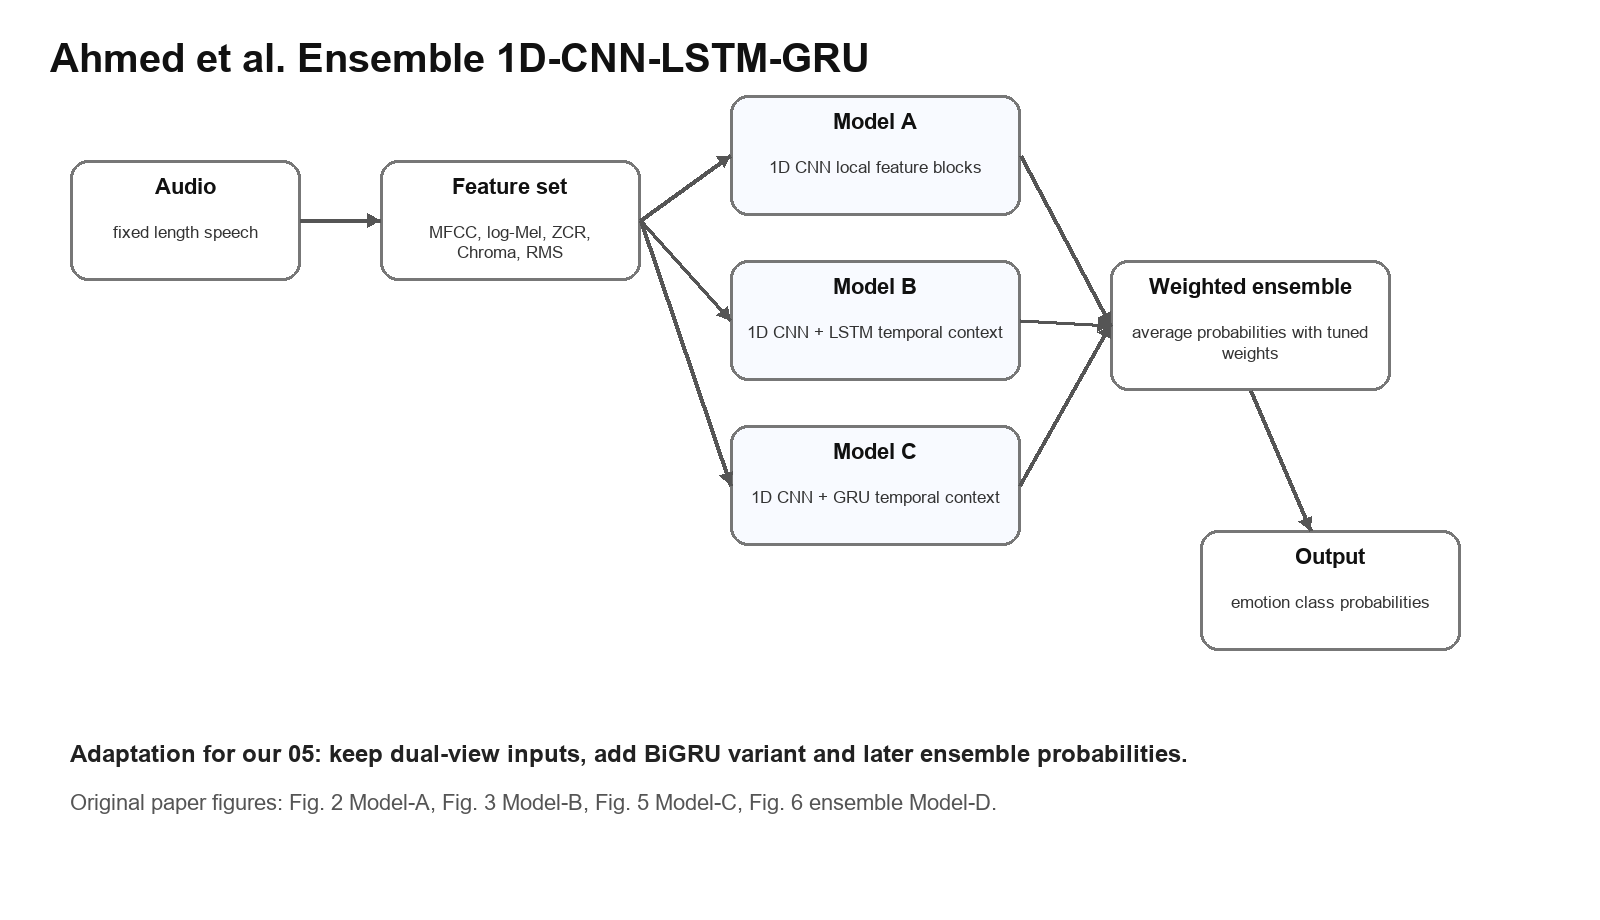 Ahmed et al. Ensemble 1D-CNN-LSTM-GRU
Audio
fixed length speech
Feature set
MFCC, log-Mel, ZCR,
Chroma, RMS
Model A
1D CNN local feature blocks
Model B
1D CNN + LSTM temporal context
Model C
1D CNN + GRU temporal context
Weighted ensemble
average probabilities with tuned
weights
Output
emotion class probabilities
Adaptation for our 05: keep dual-view inputs, add BiGRU variant and later ensemble probabilities.
Original paper figures: Fig. 2 Model-A, Fig. 3 Model-B, Fig. 5 Model-C, Fig. 6 ensemble Model-D.